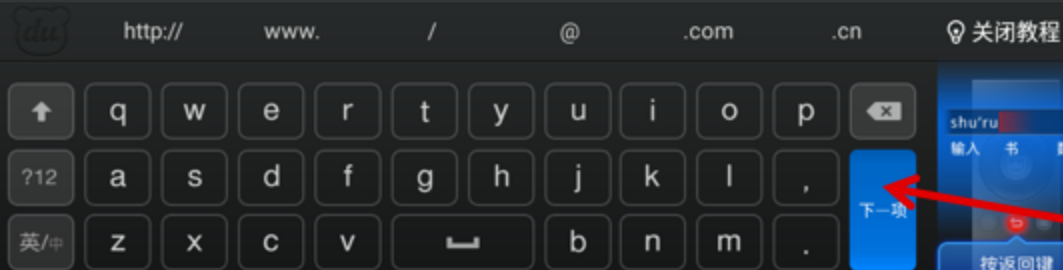 du http:// www. / @ .com .cn 关闭教程
q w e r t y u i o p
shu'ru
?12 a s d f g h j k l ,
输入 书
下一项
英/中 z x c v b n m .
按返回键